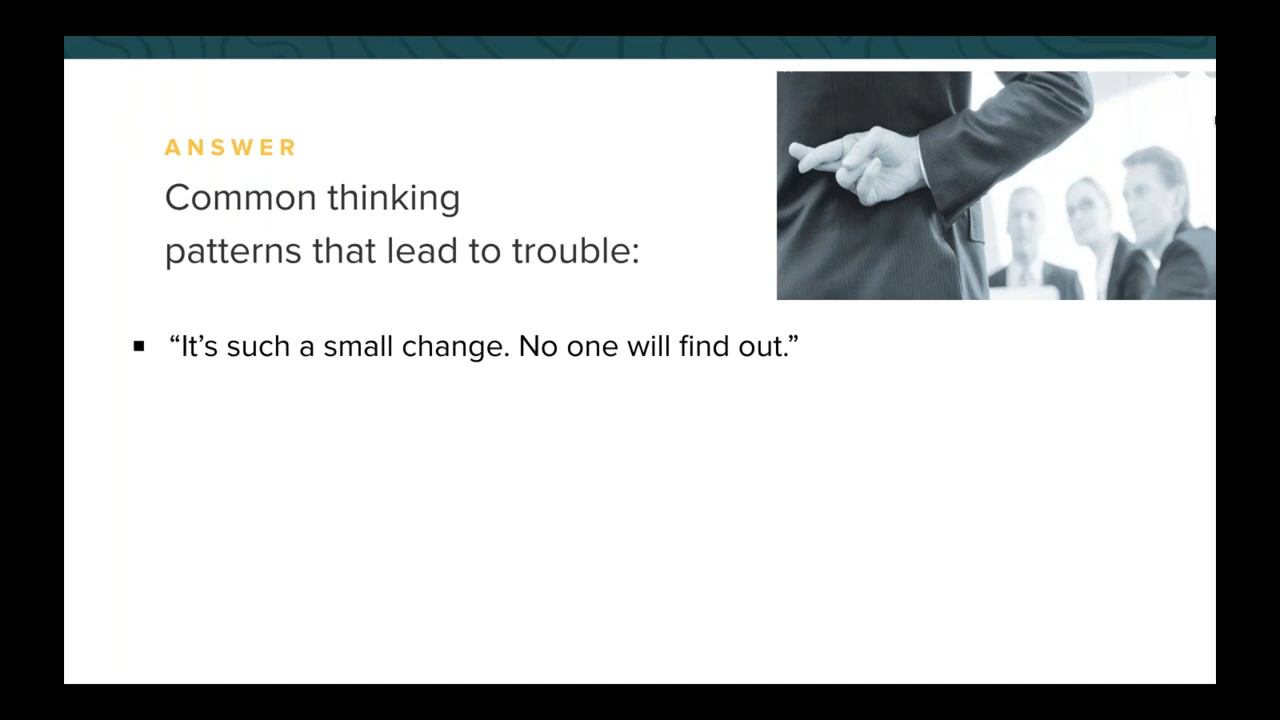 ANSWER
Common thinking
patterns that lead to trouble:
▪ “It’s such a small change. No one will find out.”